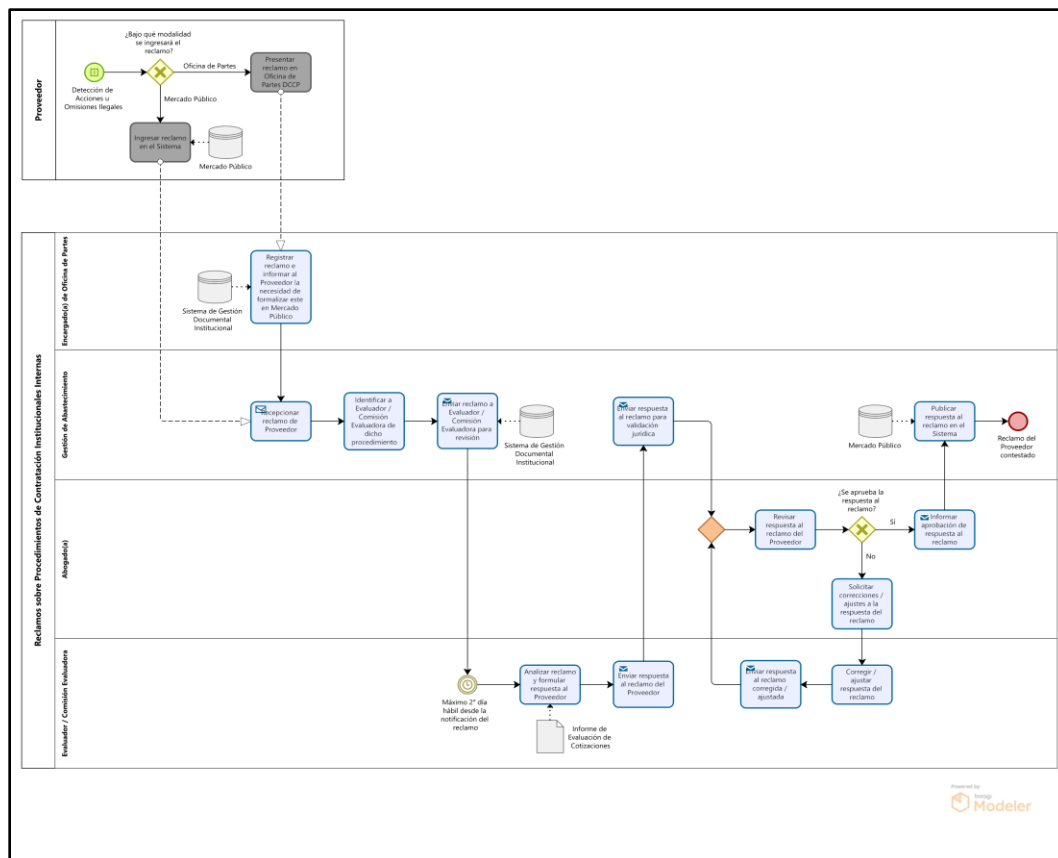 Proveedor
¿Bajo qué modalidad
se ingresará el
reclamo?
Oficina de Partes
Presentar
reclamo en
Oficina de
Partes DCCP
Detección de
Acciones u
Omisiones Ilegales
Mercado Público
Ingresar reclamo
en el Sistema
Mercado Público
Reclamos sobre Procedimientos de Contratación Institucionales Internas
Encargado(a) de Oficina de Partes
Registrar
reclamo e
informar al
Proveedor la
necesidad de
formalizar este
en Mercado
Público
Sistema de Gestión
Documental
Institucional
Gestión de Abastecimiento
Recepcionar
reclamo de
Proveedor
Identificar a
Evaluador /
Comisión
Evaluadora de
dicho
procedimiento
Enviar reclamo a
Evaluador /
Comisión
Evaluadora para
revisión
Sistema de Gestión
Documental
Institucional
Enviar respuesta
al reclamo para
validación
jurídica
Mercado Público
Publicar
respuesta al
reclamo en el
Sistema
Reclamo del
Proveedor
contestado
Abogado(a)
Revisar
respuesta al
reclamo del
Proveedor
¿Se aprueba la
respuesta al
reclamo?
Sí
No
Informar
aprobación de
respuesta al
reclamo
Solicitar
correcciones /
ajustes a la
respuesta del
reclamo
Evaluador / Comisión Evaluadora
Máximo 2° día
hábil desde la
notificación del
reclamo
Analizar reclamo
y formular
respuesta al
Proveedor
Informe de
Evaluación de
Cotizaciones
Enviar respuesta
al reclamo del
Proveedor
Enviar respuesta
al reclamo
corregida /
ajustada
Corregir /
ajustar
respuesta del
reclamo
Powered by
bizagi
Modeler